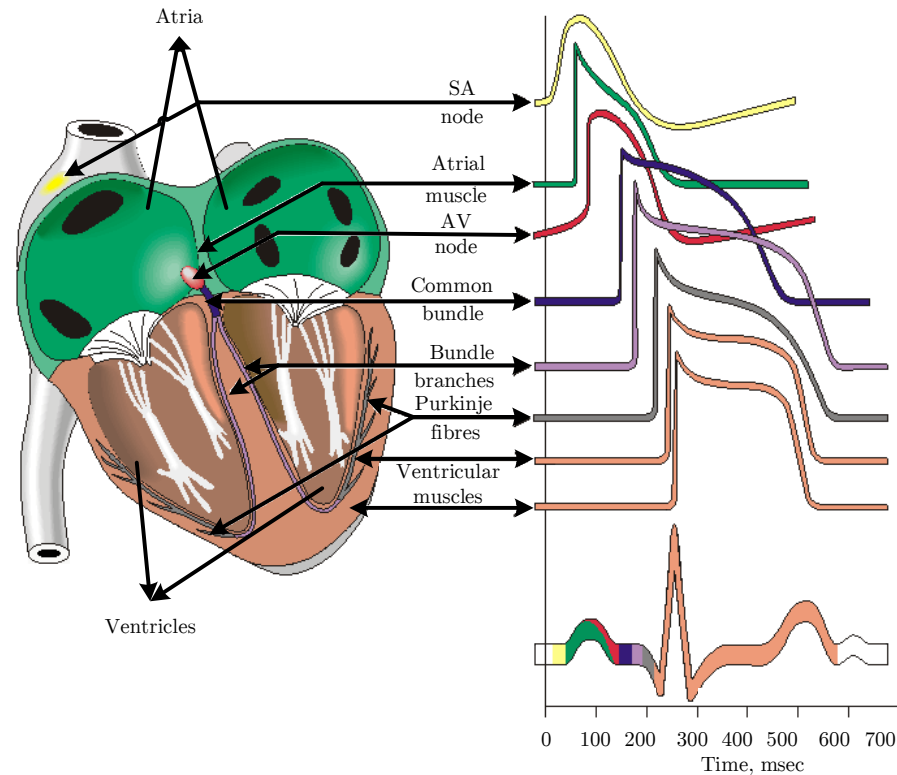 Atria
SA
node
Atrial
muscle
AV
node
Common
bundle
Bundle
branches
Purkinje
fibres
Ventricular
muscles
Ventricles
0 100 200 300 400 500 600 700
Time, msec